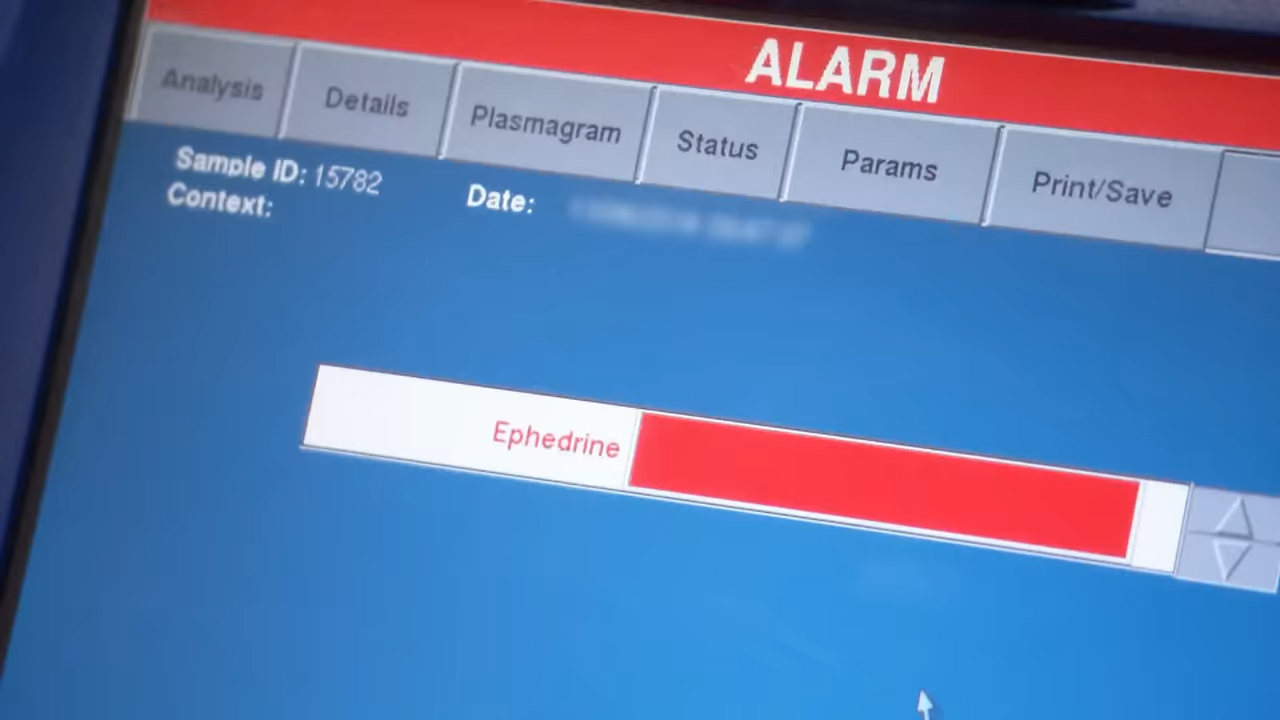 ALARM
Analysis Details Plasmagram Status Params Print/Save
Sample ID: 15782
Context:
Date:
Ephedrine